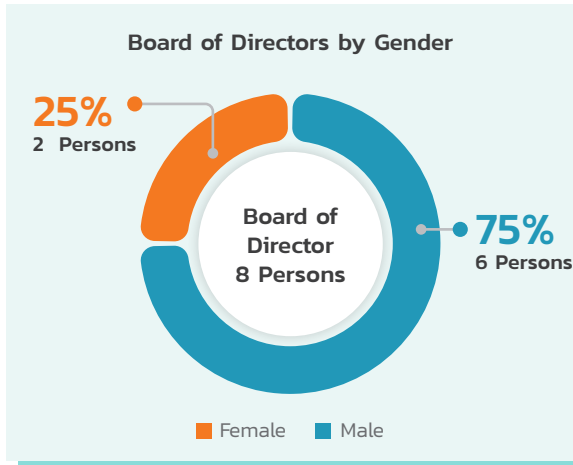 Board of Directors by Gender
25%
2 Persons
Board of
Director
8 Persons
75%
6 Persons
Female
Male